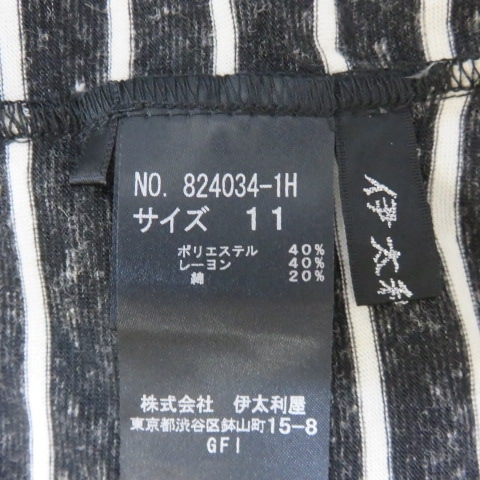 NO. 824034-1H
サイズ 11
ポリエステル 40%
レーヨン 40%
綿 20%
株式会社 伊太利屋
東京都渋谷区鉢山町15-8
GFI
伊太利